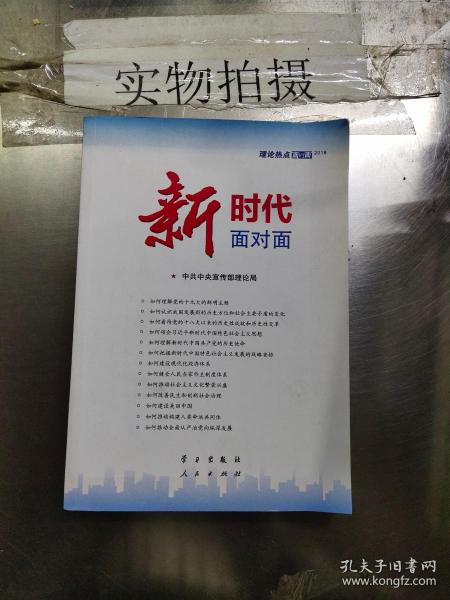 实物拍摄
理论热点面对面2018
新时代
面对面
★ 中共中央宣传部理论局
○ 如何理解党的十九大的鲜明主题
○ 如何认识我国发展新的历史方位和社会主要矛盾的变化
○ 如何看待党的十八大以来的历史性成就和历史性变革
○ 如何领会习近平新时代中国特色社会主义思想
○ 如何理解新时代中国共产党的历史使命
○ 如何把握新时代中国特色社会主义发展的战略安排
○ 如何建设现代化经济体系
○ 如何健全人民当家作主制度体系
○ 如何推动社会主义文化繁荣兴盛
○ 如何改善民生和创新社会治理
○ 如何建设美丽中国
○ 如何推动构建人类命运共同体
○ 如何推动全面从严治党向纵深发展
学习出版社
人民出版社
孔夫子旧书网
www.kongfz.com